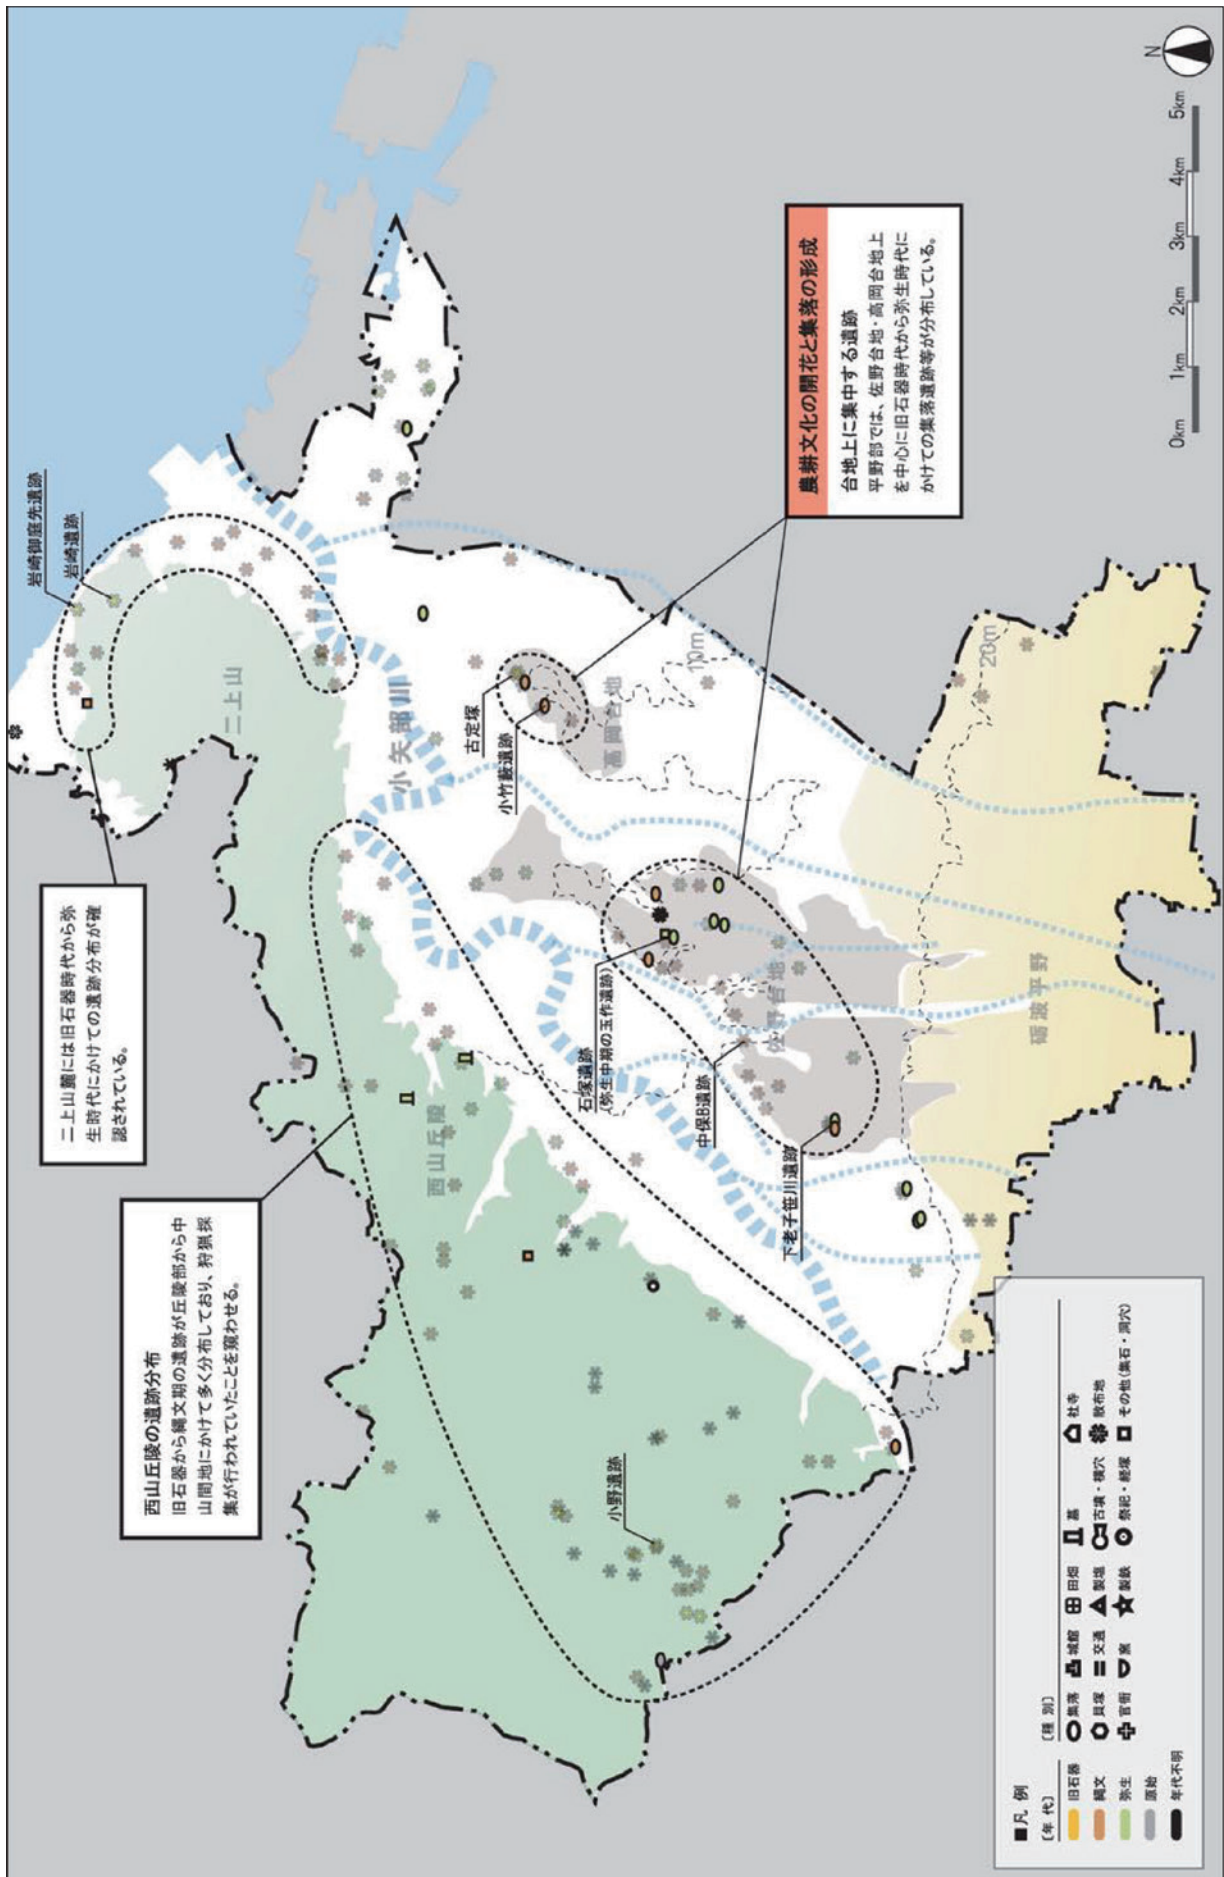 西山丘陵の遺跡分布
旧石器から縄文期の遺跡が丘陵部から中
山間地にかけて多く分布しており、狩猟採
集が行われていたことを窺わせる。
二上山麓には旧石器時代から弥
生時代にかけての遺跡分布が確
認されている。
岩崎御庭先遺跡
岩崎遺跡
二上山
小矢部川
西山丘陵
古定塚
小竹藪遺跡
高岡台地
10m
石塚遺跡
(弥生中期の玉作遺跡)
中保B遺跡
佐野台地
下老子笹川遺跡
小野遺跡
20m
砺波平野
農耕文化の開花と集落の形成
台地上に集中する遺跡
平野部では、佐野台地・高岡台地上
を中心に旧石器時代から弥生時代に
かけての集落遺跡等が分布している。
■凡 例
〔年 代〕
旧石器
縄文
弥生
原始
年代不明
〔種 別〕
集落 城館 田畑 墓 社寺
貝塚 交通 製塩 古墳・横穴 散布地
官衙 窯 製鉄 祭祀・経塚 その他(集石・洞穴)
0km 1km 2km 3km 4km 5km
N